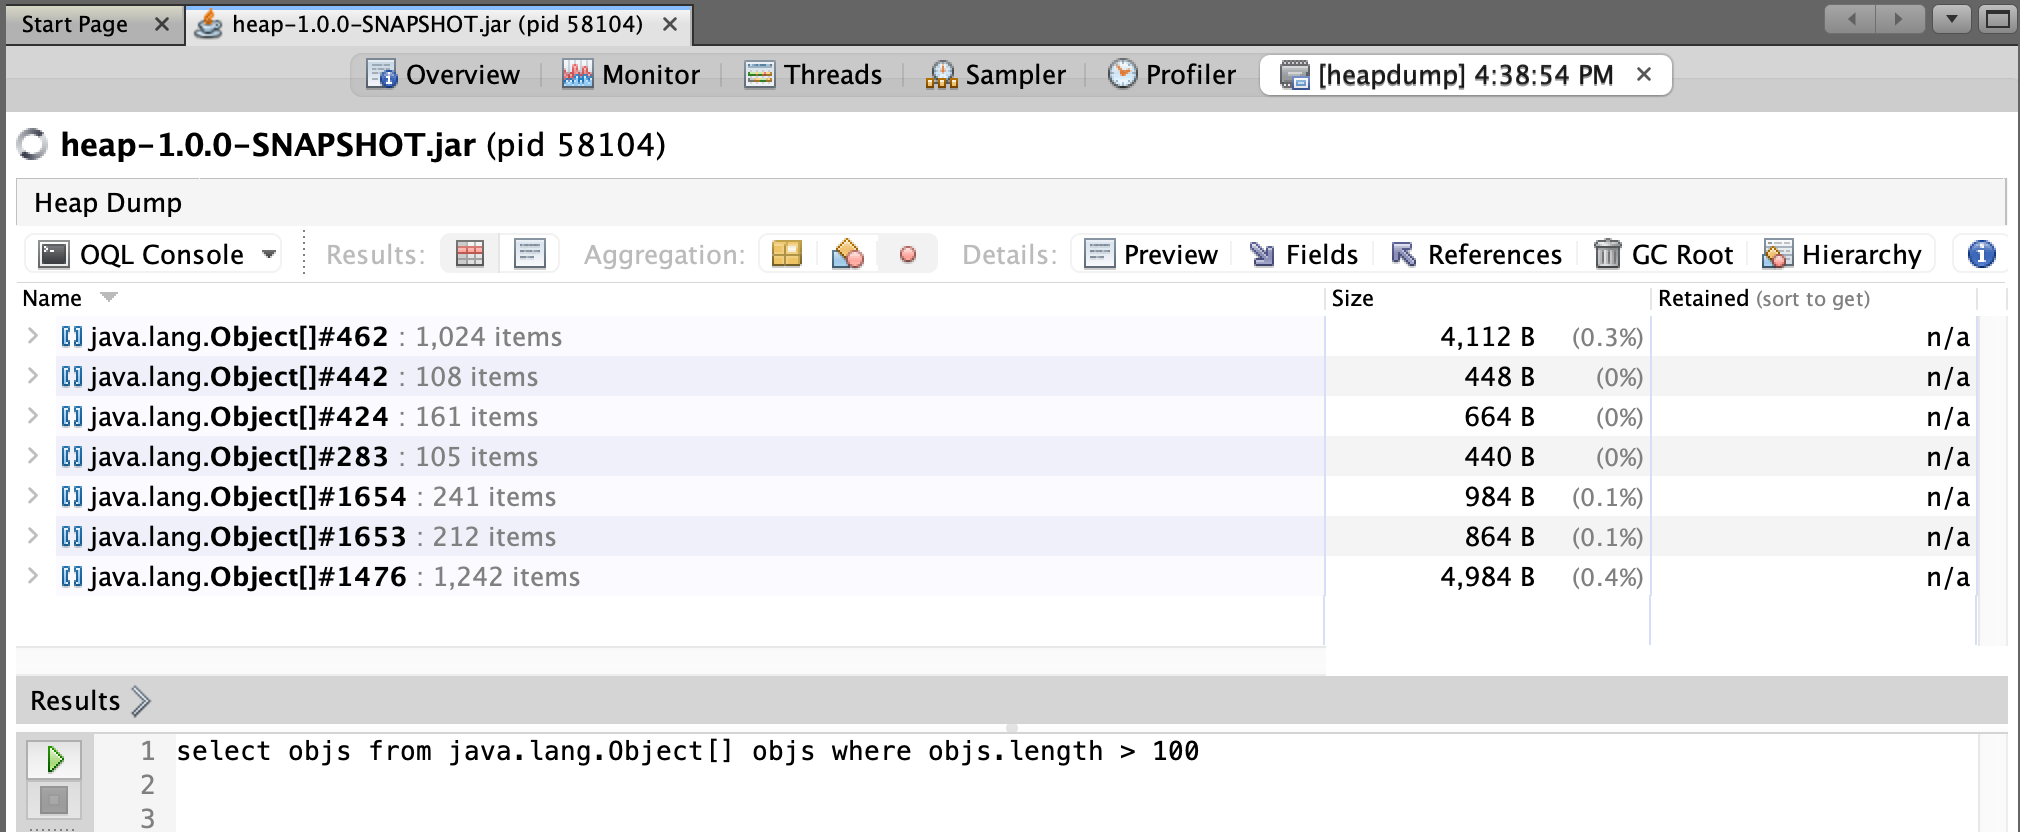 Start Page heap-1.0.0-SNAPSHOT.jar (pid 58104)
Overview Monitor Threads Sampler Profiler [heapdump] 4:38:54 PM
heap-1.0.0-SNAPSHOT.jar (pid 58104)
Heap Dump
OQL Console Results: Aggregation: Details: Preview Fields References GC Root Hierarchy
Name Size Retained (sort to get)
java.lang.Object[]#462 : 1,024 items 4,112 B (0.3%) n/a
java.lang.Object[]#442 : 108 items 448 B (0%) n/a
java.lang.Object[]#424 : 161 items 664 B (0%) n/a
java.lang.Object[]#283 : 105 items 440 B (0%) n/a
java.lang.Object[]#1654 : 241 items 984 B (0.1%) n/a
java.lang.Object[]#1653 : 212 items 864 B (0.1%) n/a
java.lang.Object[]#1476 : 1,242 items 4,984 B (0.4%) n/a
Results
1 select objs from java.lang.Object[] objs where objs.length > 100
2
3